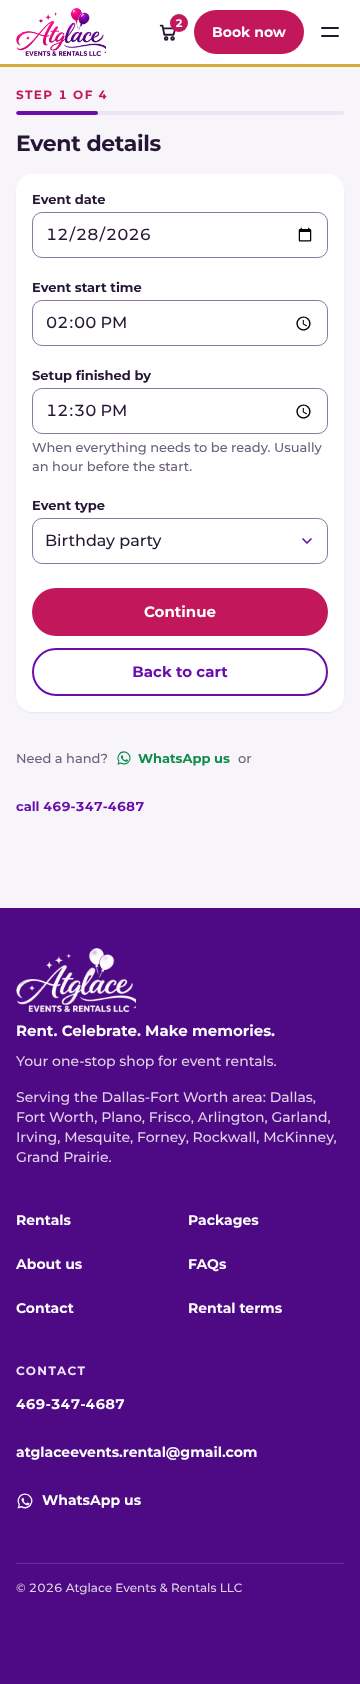 Atglace
EVENTS & RENTALS LLC
2
Book now
STEP 1 OF 4
Event details
Event date
12/28/2026
Event start time
02:00 PM
Setup finished by
12:30 PM
When everything needs to be ready. Usually
an hour before the start.
Event type
Birthday party
Continue
Back to cart
Need a hand? WhatsApp us or
call 469-347-4687
Atglace
EVENTS & RENTALS LLC
Rent. Celebrate. Make memories.
Your one-stop shop for event rentals.
Serving the Dallas-Fort Worth area: Dallas,
Fort Worth, Plano, Frisco, Arlington, Garland,
Irving, Mesquite, Forney, Rockwall, McKinney,
Grand Prairie.
Rentals Packages
About us FAQs
Contact Rental terms
CONTACT
469-347-4687
atglaceevents.rental@gmail.com
WhatsApp us
© 2026 Atglace Events & Rentals LLC